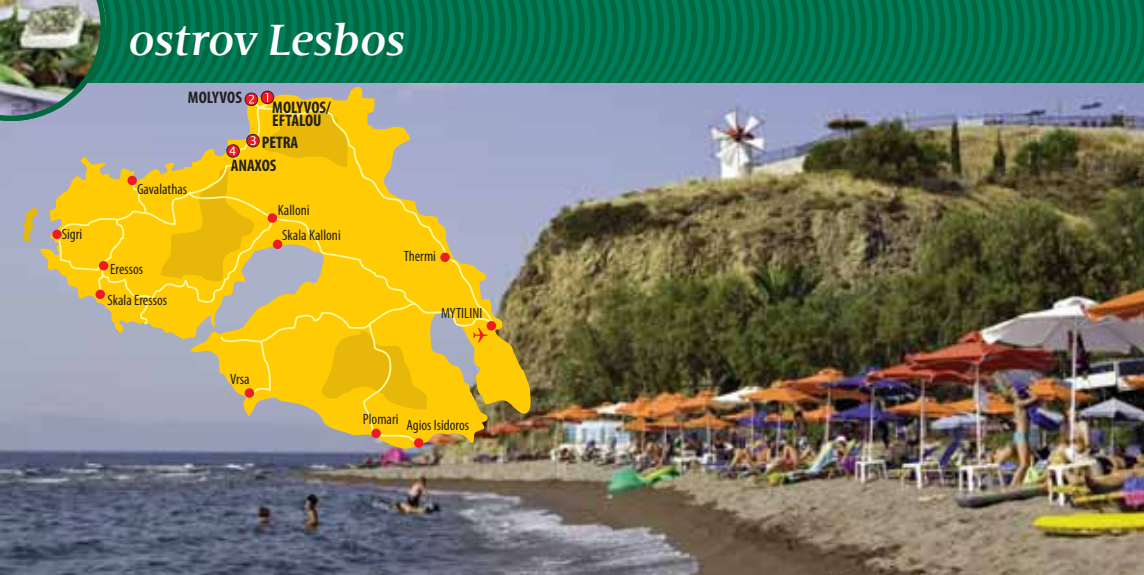 ostrov Lesbos
MOLYVOS 2 1
MOLYVOS/
EFTALOU
3 PETRA
4
ANAXOS
Gavalathas
Kalloni
Sigri
Skala Kalloni
Thermi
Eressos
Skala Eressos
MYTILINI
Vrsa
Plomari
Agios Isidoros